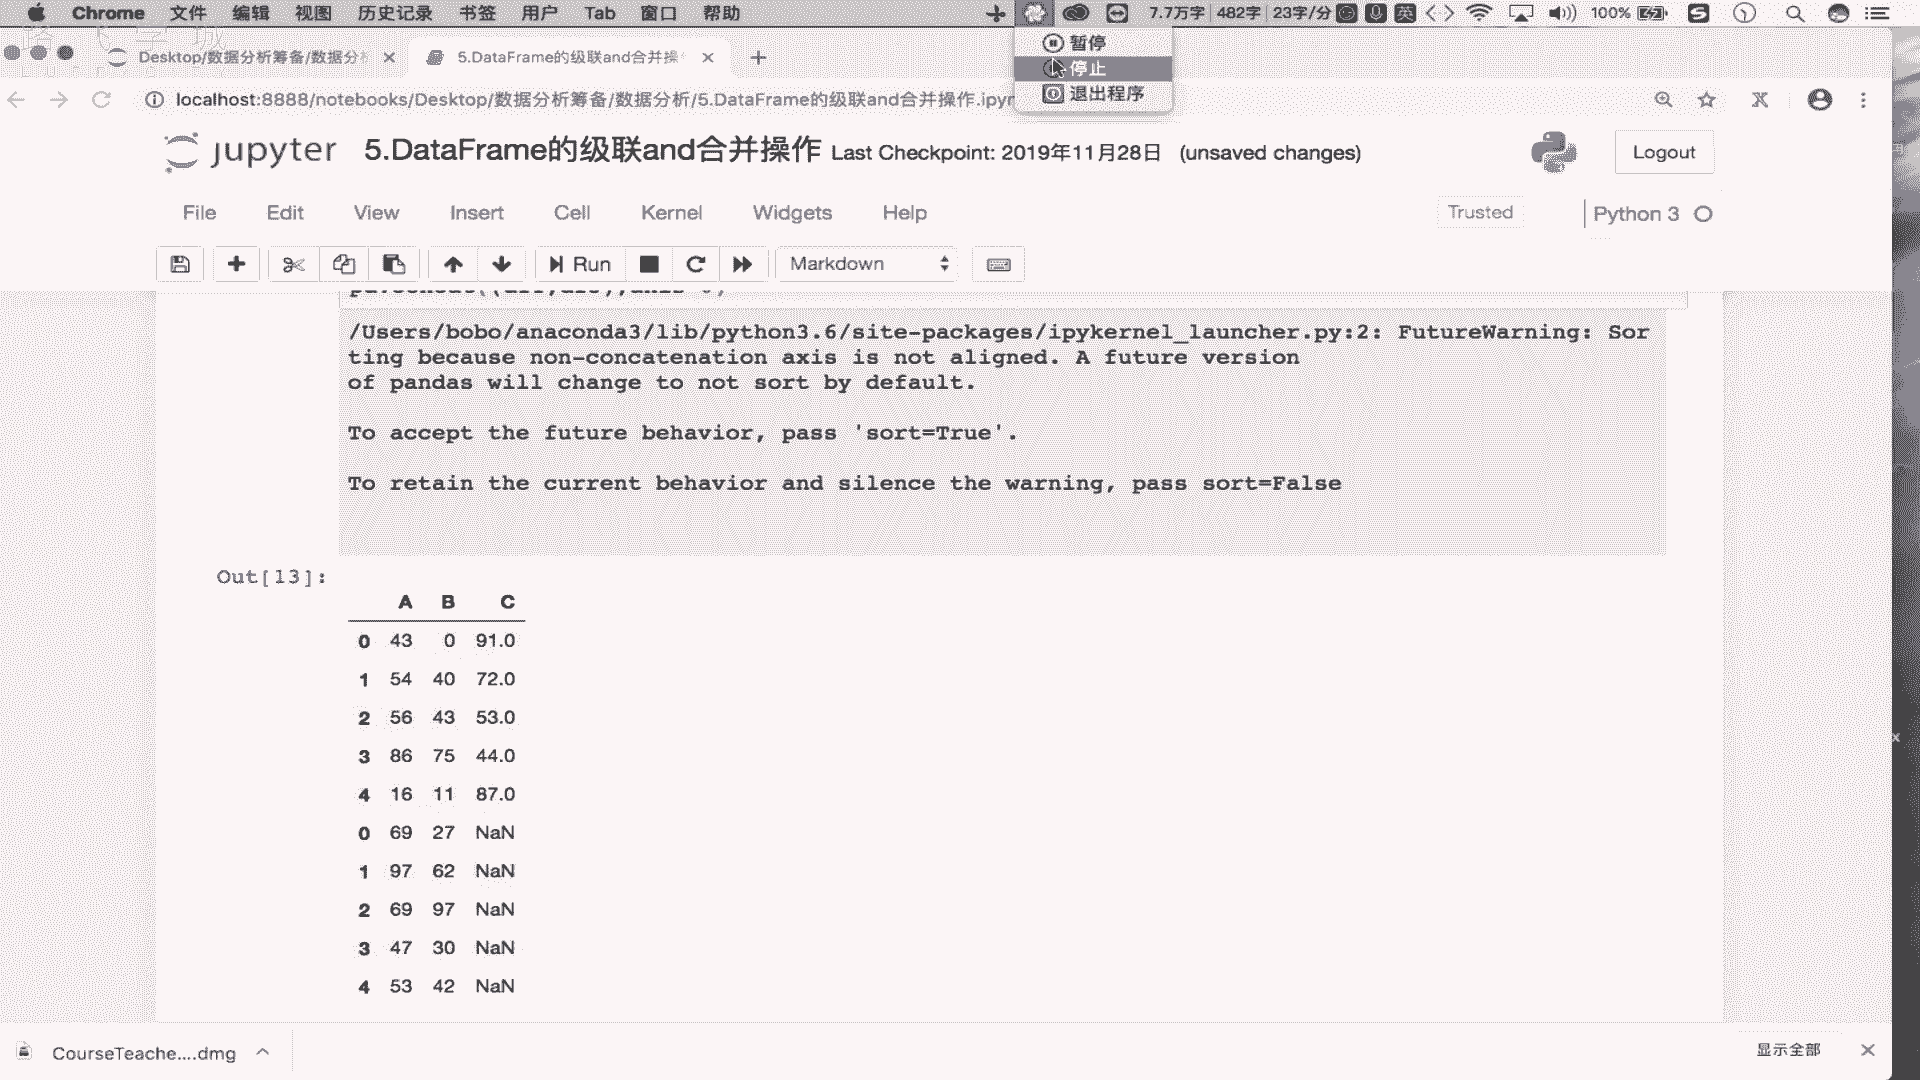 Chrome 文件 编辑 视图 历史记录 书签 用户 Tab 窗口 帮助 7.7万字 482字 23字/分 英 100%
暂停
停止
退出程序
Desktop/数据分析筹备/数据分
5.DataFrame的级联and合并操
localhost:8888/notebooks/Desktop/数据分析筹备/数据分析/5.DataFrame的级联and合并操作.ipyn
jupyter 5.DataFrame的级联and合并操作 Last Checkpoint: 2019年11月28日 (unsaved changes)
Logout
File Edit View Insert Cell Kernel Widgets Help
Trusted Python 3
Run Markdown
/Users/bobo/anaconda3/lib/python3.6/site-packages/ipykernel_launcher.py:2: FutureWarning: Sor
ting because non-concatenation axis is not aligned. A future version
of pandas will change to not sort by default.
To accept the future behavior, pass 'sort=True'.
To retain the current behavior and silence the warning, pass sort=False
Out[13]:
A B C
0 43 0 91.0
1 54 40 72.0
2 56 43 53.0
3 86 75 44.0
4 16 11 87.0
0 69 27 NaN
1 97 62 NaN
2 69 97 NaN
3 47 30 NaN
4 53 42 NaN
CourseTeache....dmg
显示全部